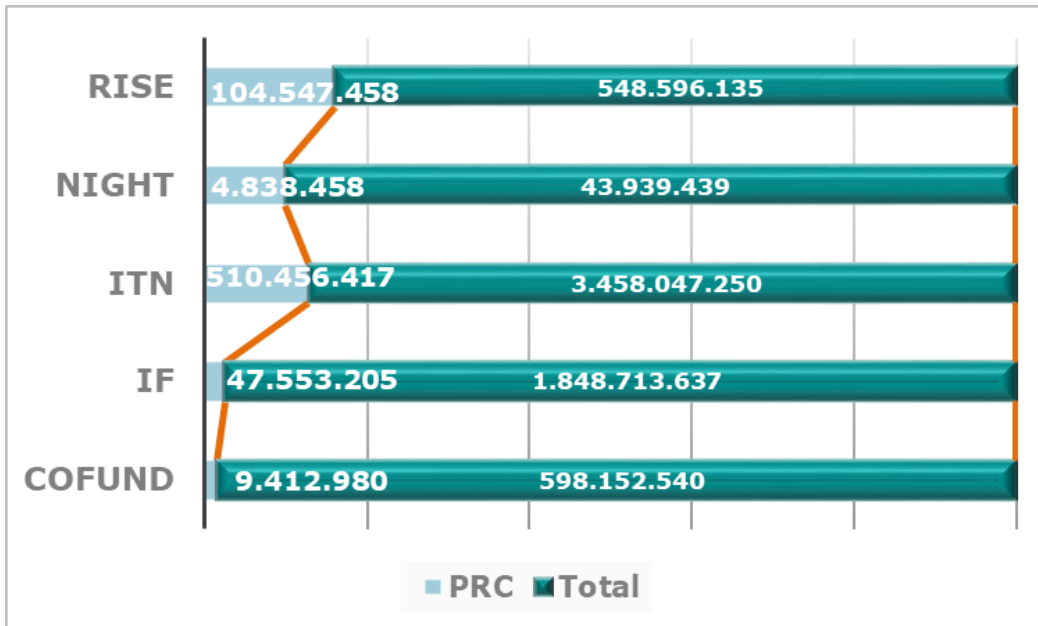 RISE 104.547.458 548.596.135
NIGHT 4.838.458 43.939.439
ITN 510.456.417 3.458.047.250
IF 47.553.205 1.848.713.637
COFUND 9.412.980 598.152.540
PRC Total